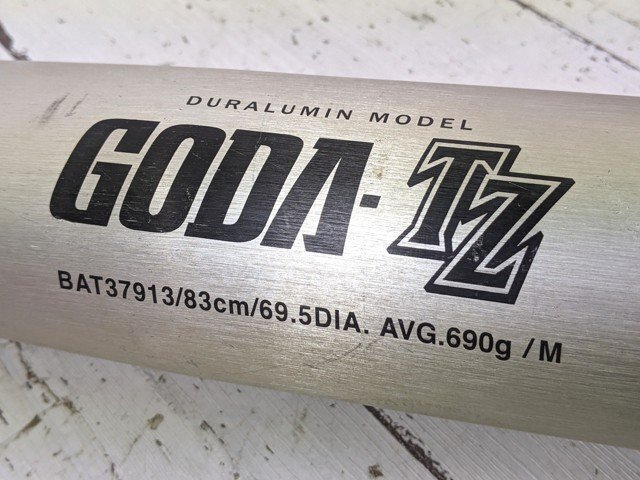 DURALUMIN MODEL
GODA-TZ
BAT37913/83cm/69.5DIA. AVG.690g /M